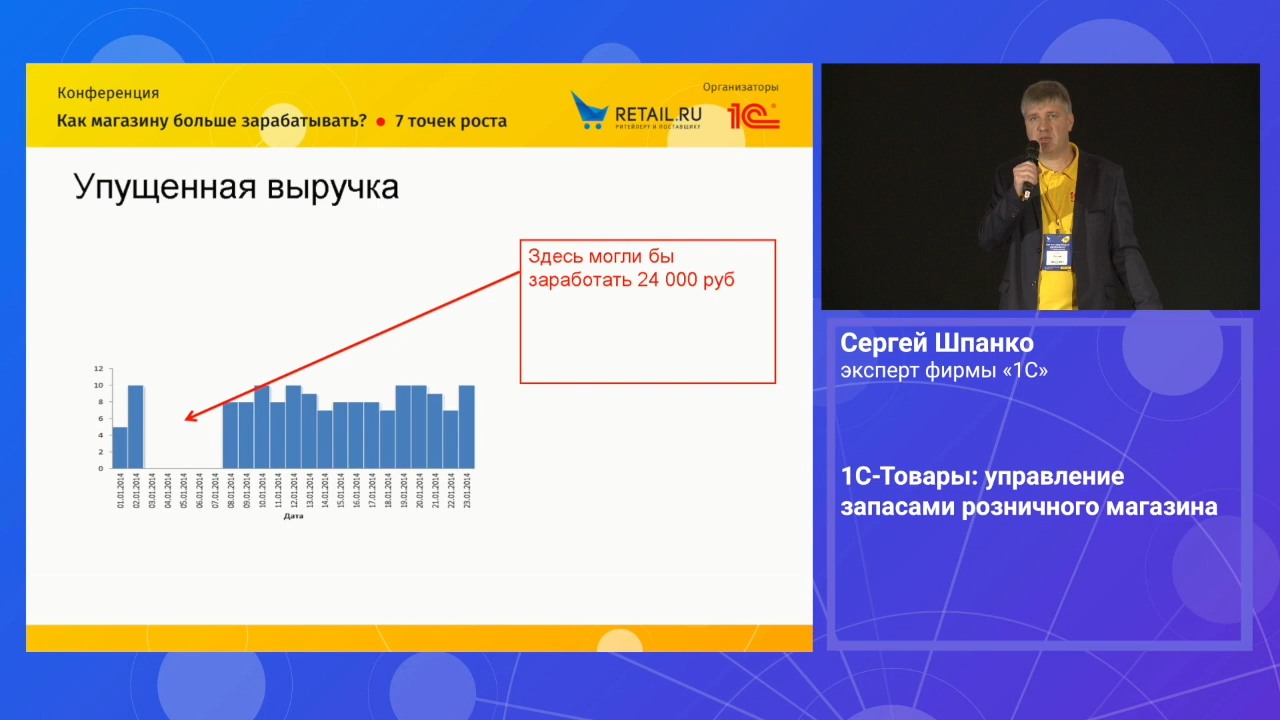 Конференция
Как магазину больше зарабатывать? • 7 точек роста
RETAIL.RU
РИТЕЙЛЕРУ И ПОСТАВЩИКУ
Организаторы
1С
Упущенная выручка
Здесь могли бы
заработать 24 000 руб
12
10
8
6
4
2
0
01.01.2014
02.01.2014
03.01.2014
04.01.2014
05.01.2014
06.01.2014
07.01.2014
08.01.2014
09.01.2014
10.01.2014
11.01.2014
12.01.2014
13.01.2014
14.01.2014
15.01.2014
16.01.2014
17.01.2014
18.01.2014
19.01.2014
20.01.2014
21.01.2014
22.01.2014
23.01.2014
Дата
Сергей Шпанко
эксперт фирмы «1С»
1С-Товары: управление
запасами розничного магазина